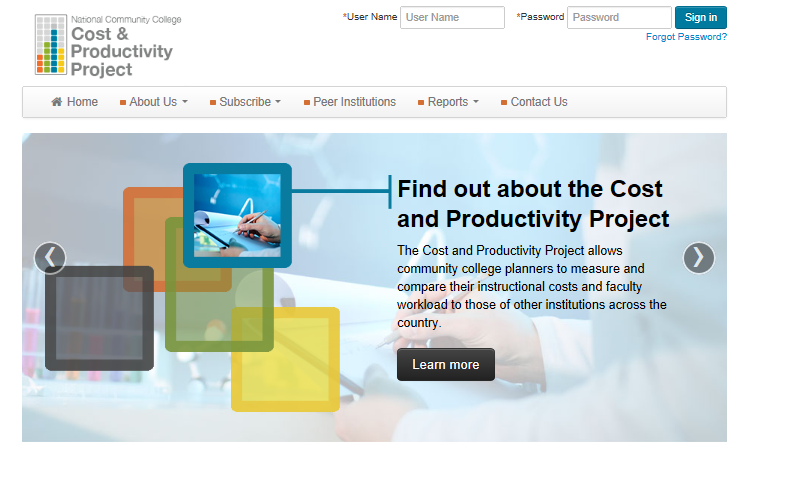 National Community College
Cost &
Productivity
Project
*User Name User Name *Password Password Sign in
Forgot Password?
Home About Us Subscribe Peer Institutions Reports Contact Us
Find out about the Cost
and Productivity Project
The Cost and Productivity Project allows
community college planners to measure and
compare their instructional costs and faculty
workload to those of other institutions across the
country.
Learn more